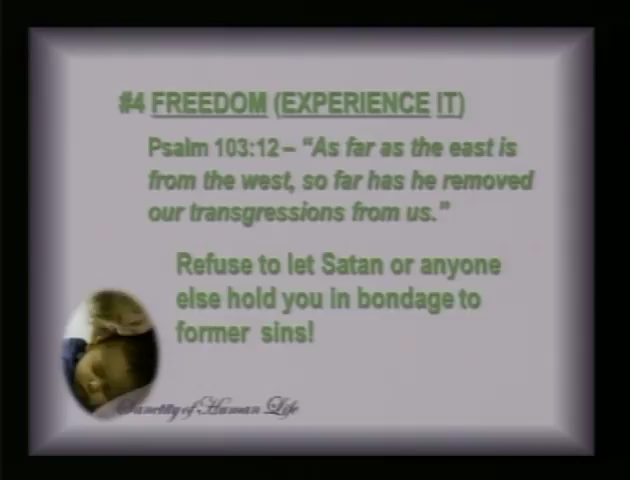 #4 FREEDOM (EXPERIENCE IT)
Psalm 103:12 – “As far as the east is
from the west, so far has he removed
our transgressions from us.”
Refuse to let Satan or anyone
else hold you in bondage to
former sins!
Sanctity of Human Life